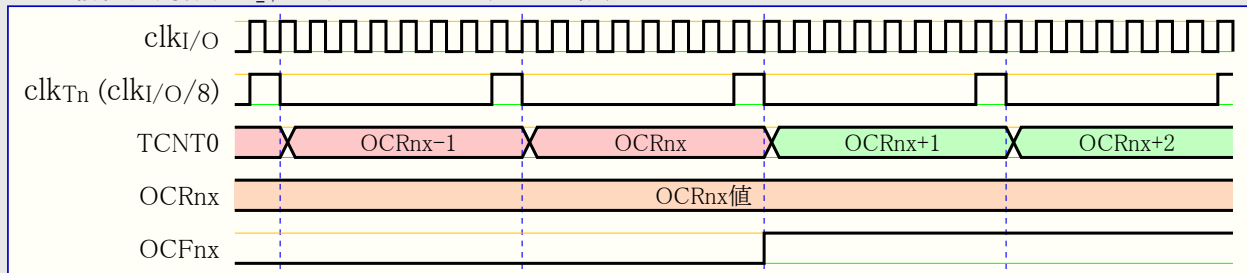 clkI/O
clkTn (clkI/O/8)
TCNT0 OCRnx-1 OCRnx OCRnx+1 OCRnx+2
OCRnx OCRnx値
OCFnx